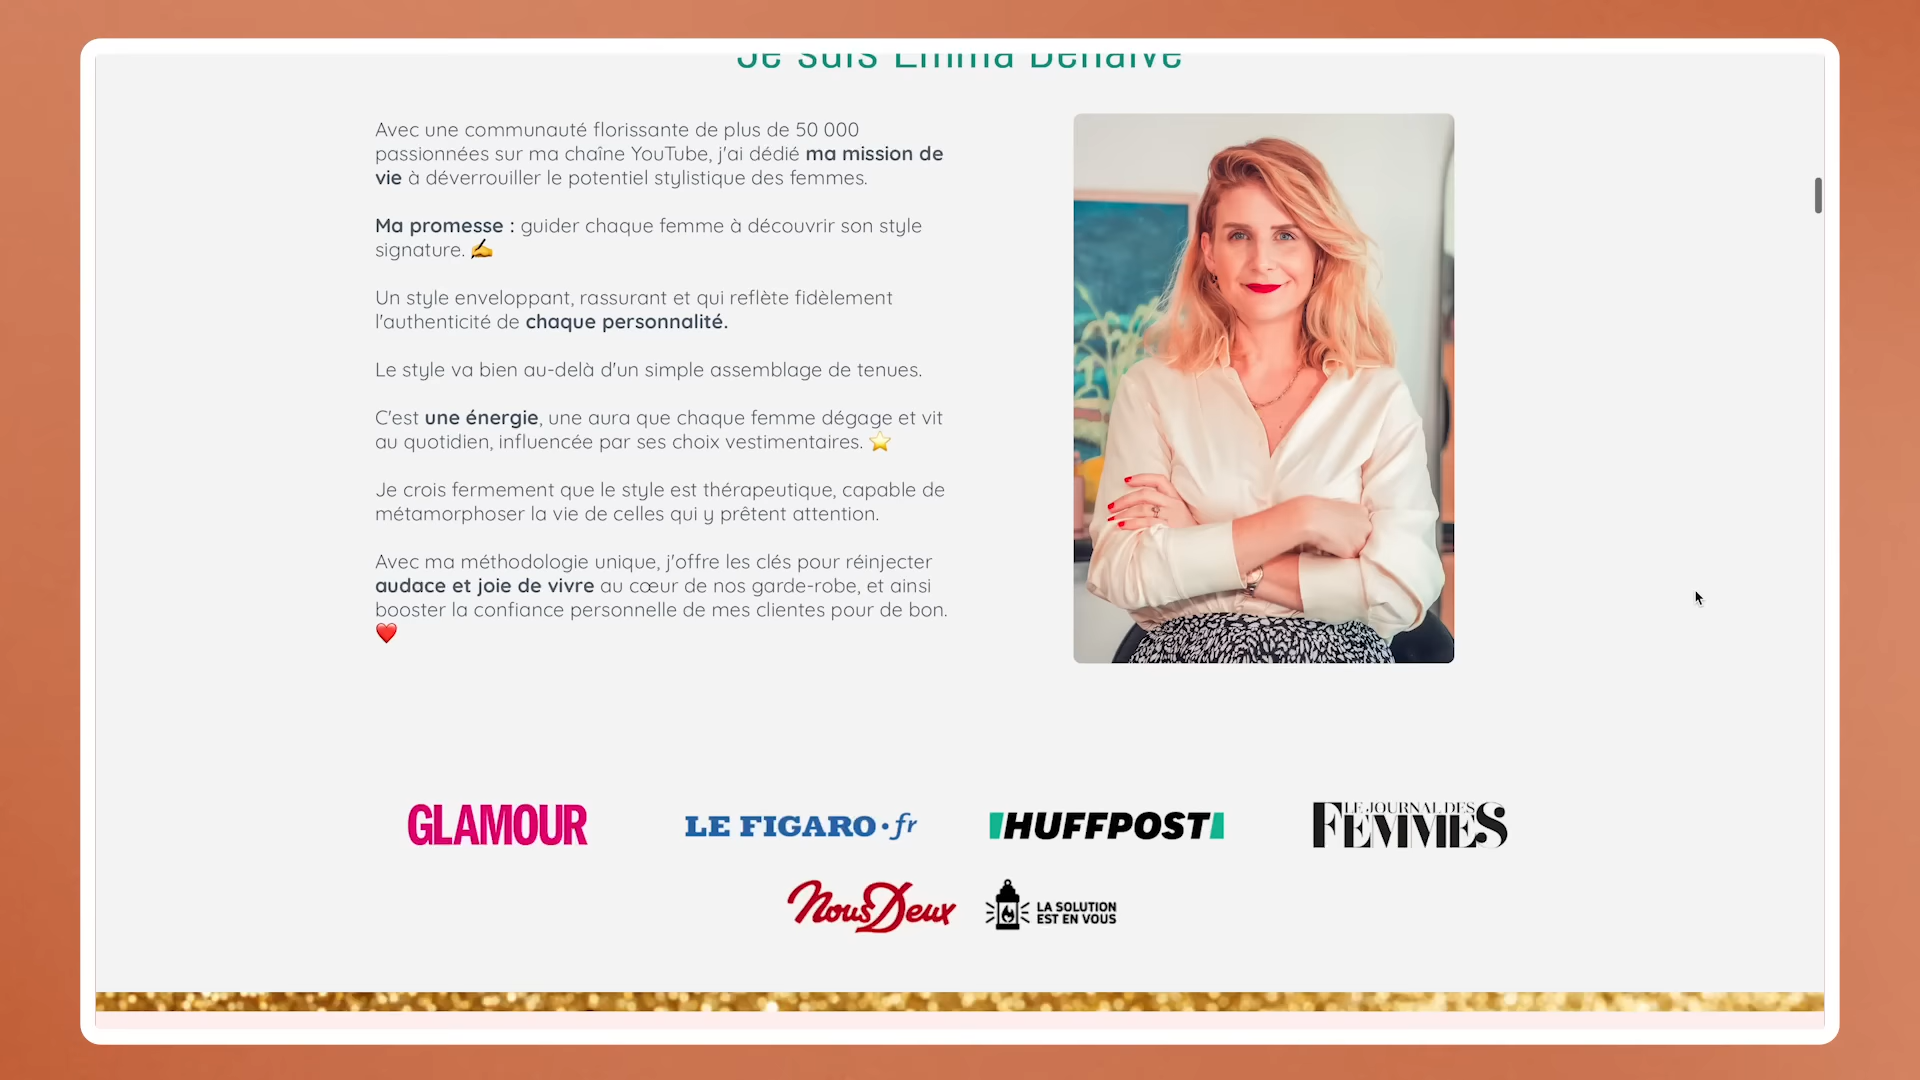 Je suis Emma Benaive
Avec une communauté florissante de plus de 50 000
passionnées sur ma chaîne YouTube, j'ai dédié ma mission de
vie à déverrouiller le potentiel stylistique des femmes.
Ma promesse : guider chaque femme à découvrir son style
signature. ✍️
Un style enveloppant, rassurant et qui reflète fidèlement
l'authenticité de chaque personnalité.
Le style va bien au-delà d'un simple assemblage de tenues.
C'est une énergie, une aura que chaque femme dégage et vit
au quotidien, influencée par ses choix vestimentaires. ⭐
Je crois fermement que le style est thérapeutique, capable de
métamorphoser la vie de celles qui y prêtent attention.
Avec ma méthodologie unique, j'offre les clés pour réinjecter
audace et joie de vivre au cœur de nos garde-robe, et ainsi
booster la confiance personnelle de mes clientes pour de bon.
❤️
GLAMOUR
LE FIGARO·fr
HUFFPOST
LE JOURNAL DES
FEMMES
Nous Deux
LA SOLUTION
EST EN VOUS